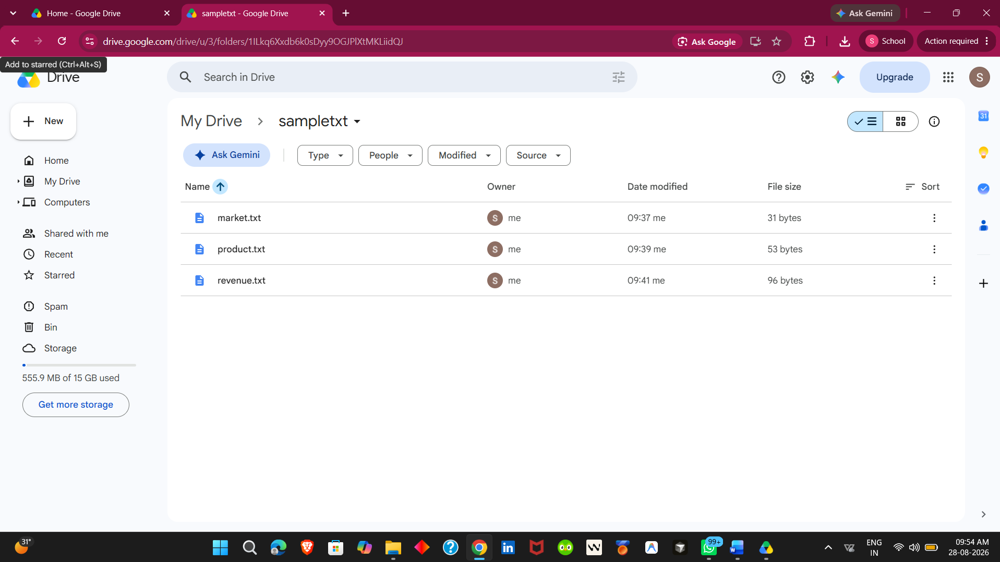 Home - Google Drive
sampletxt - Google Drive
Ask Gemini
drive.google.com/drive/u/3/folders/1ILkq6Xxdb6k0sDyy9OGJPlXtMKLiidQJ
Ask Google
S School
Action required
Add to starred (Ctrl+Alt+S)
Drive
Search in Drive
Upgrade
S
New
My Drive
sampletxt
31
Ask Gemini
Type
People
Modified
Source
Home
My Drive
Computers
Shared with me
Recent
Starred
Spam
Bin
Storage
555.9 MB of 15 GB used
Get more storage
Name Owner Date modified File size Sort
market.txt S me 09:37 me 31 bytes
product.txt S me 09:39 me 53 bytes
revenue.txt S me 09:41 me 96 bytes
31°
in
99+
W
ENG
IN
09:54 AM
28-08-2026